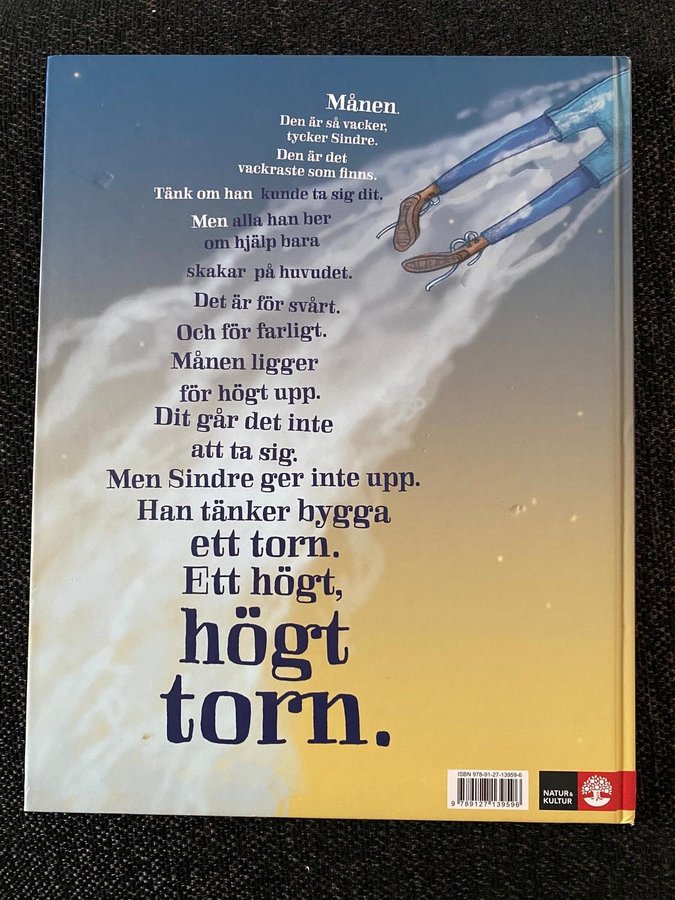 Månen.
Den är så vacker,
tycker Sindre.
Den är det
vackraste som finns.
Tänk om han kunde ta sig dit.
Men alla han ber
om hjälp bara
skakar på huvudet.
Det är för svårt.
Och för farligt.
Månen ligger
för högt upp.
Dit går det inte
att ta sig.
Men Sindre ger inte upp.
Han tänker bygga
ett torn.
Ett högt,
högt
torn.
ISBN 978-91-27-13959-6
9 789127 139596
NATUR&
KULTUR